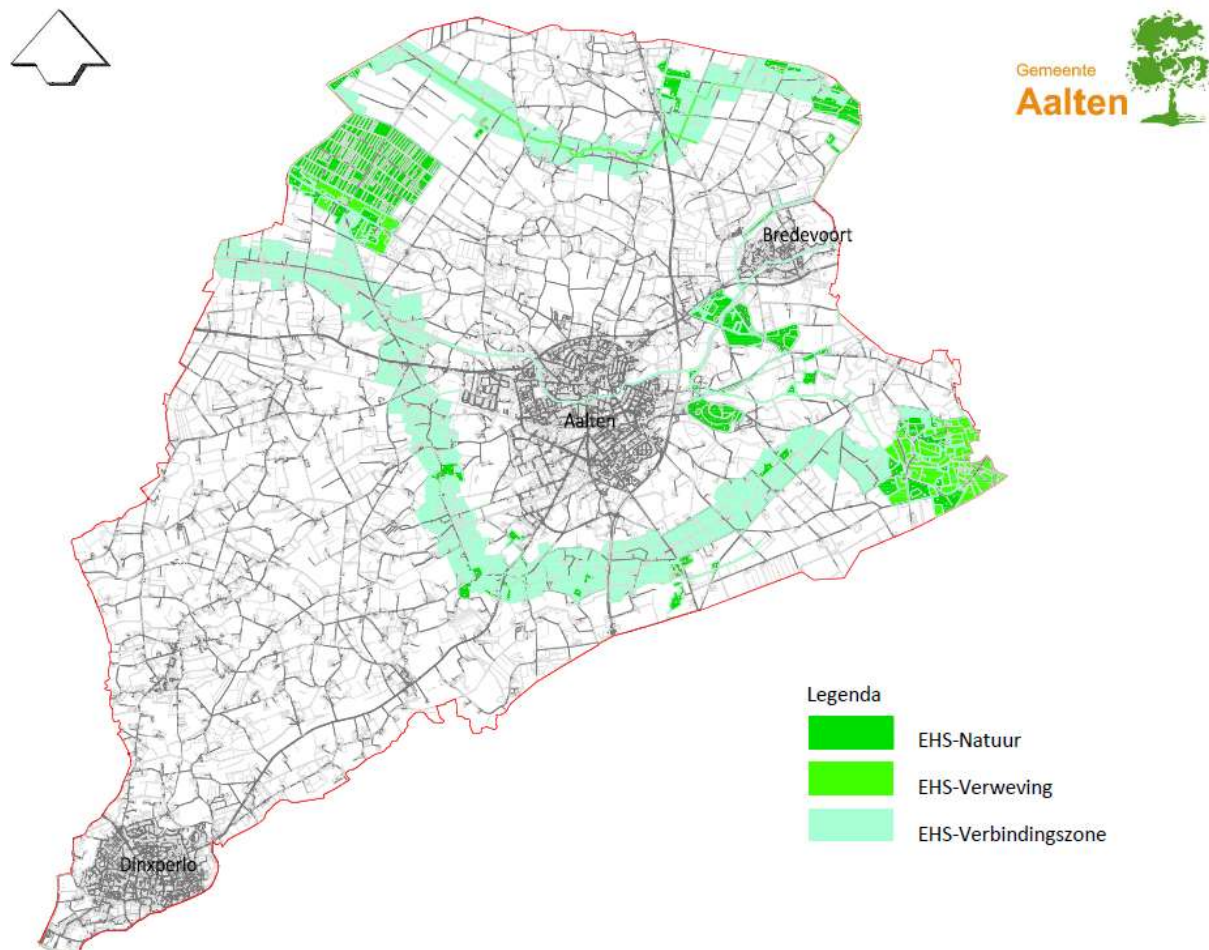 Gemeente
Aalten
Bredevoort
Aalten
Dinxperlo
Legenda
EHS-Natuur
EHS-Verweving
EHS-Verbindingszone